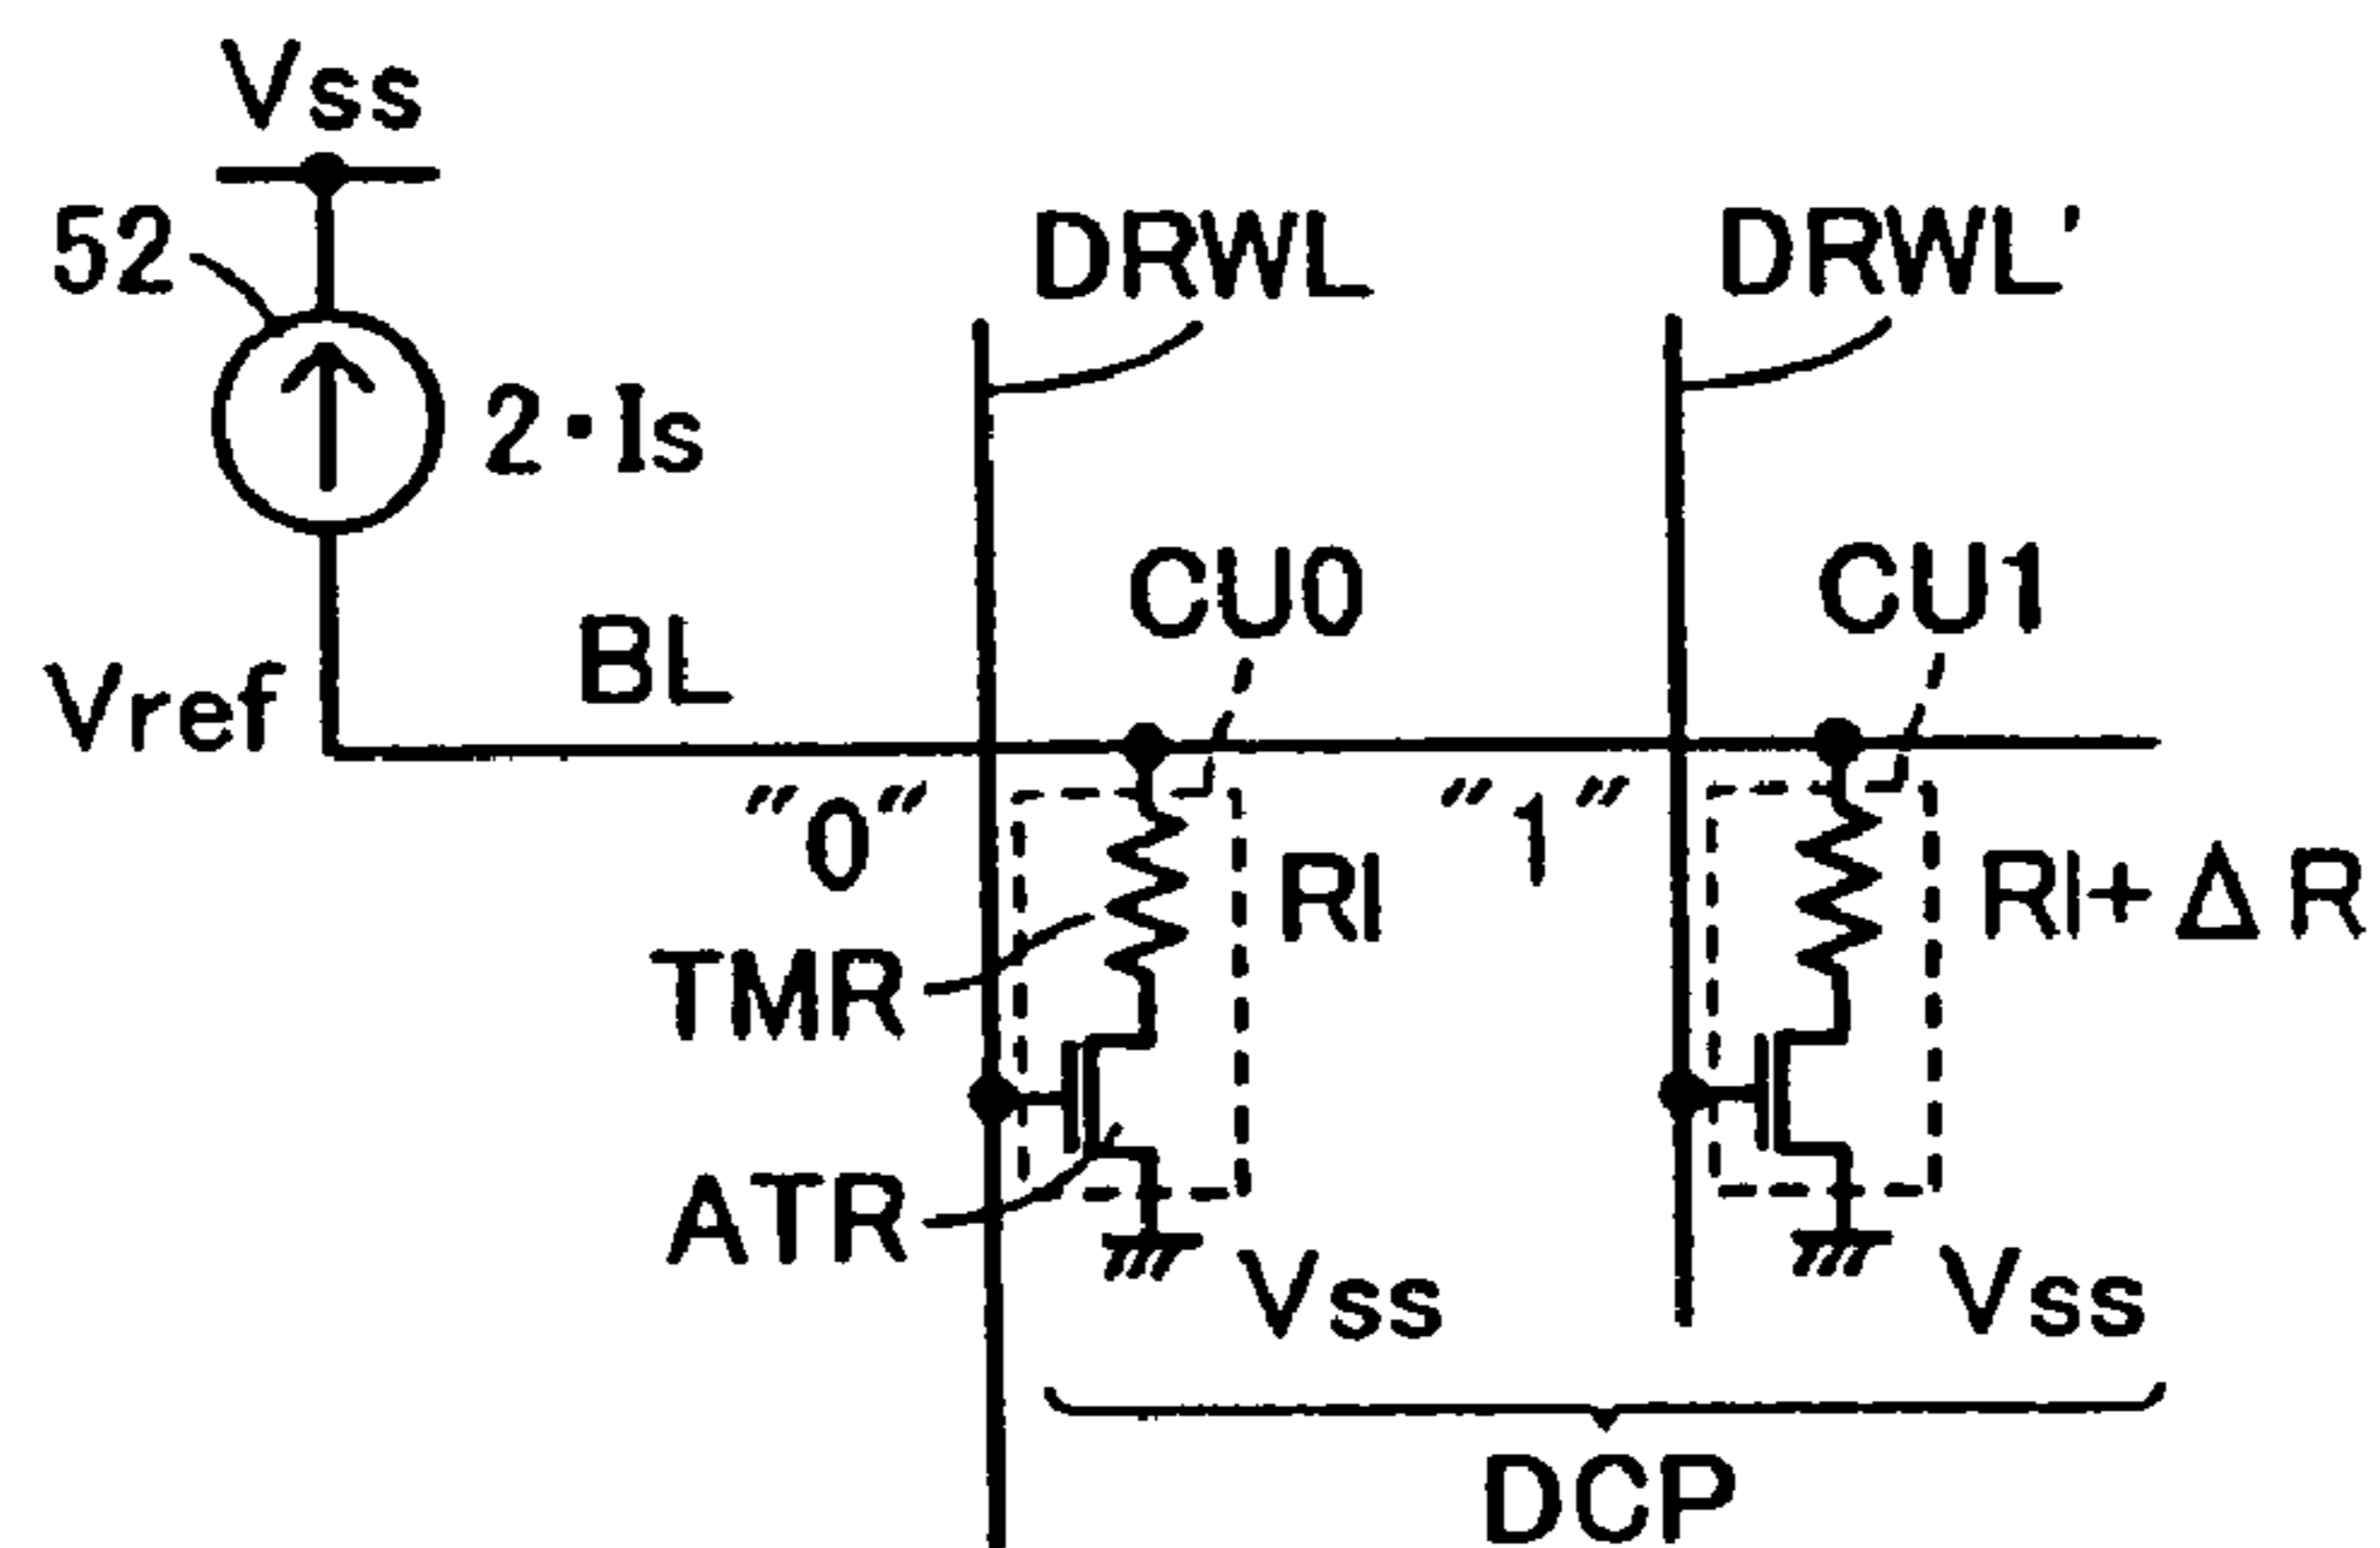 Vss
52
DRWL
DRWL'
2·Is
CU0
CU1
BL
Vref
"0"
"1"
RI
RI+ΔR
TMR
ATR
Vss
Vss
DCP